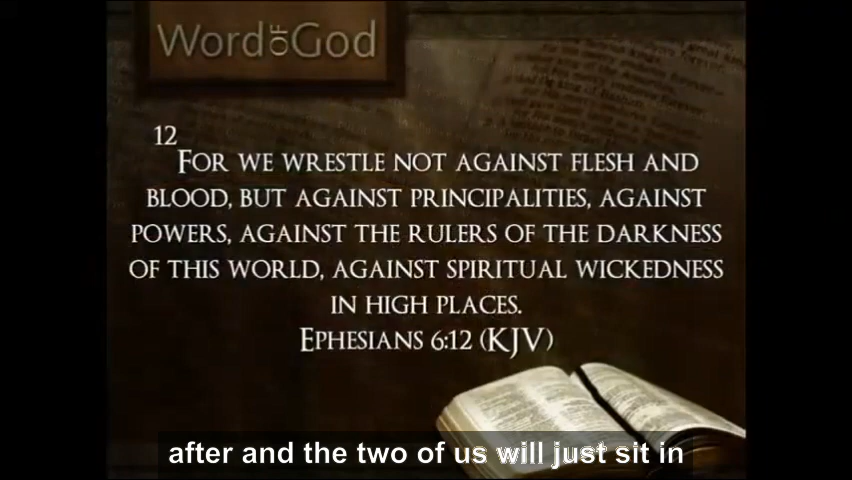 Word OF God
12
FOR WE WRESTLE NOT AGAINST FLESH AND
BLOOD, BUT AGAINST PRINCIPALITIES, AGAINST
POWERS, AGAINST THE RULERS OF THE DARKNESS
OF THIS WORLD, AGAINST SPIRITUAL WICKEDNESS
IN HIGH PLACES.
EPHESIANS 6:12 (KJV)
after and the two of us will just sit in